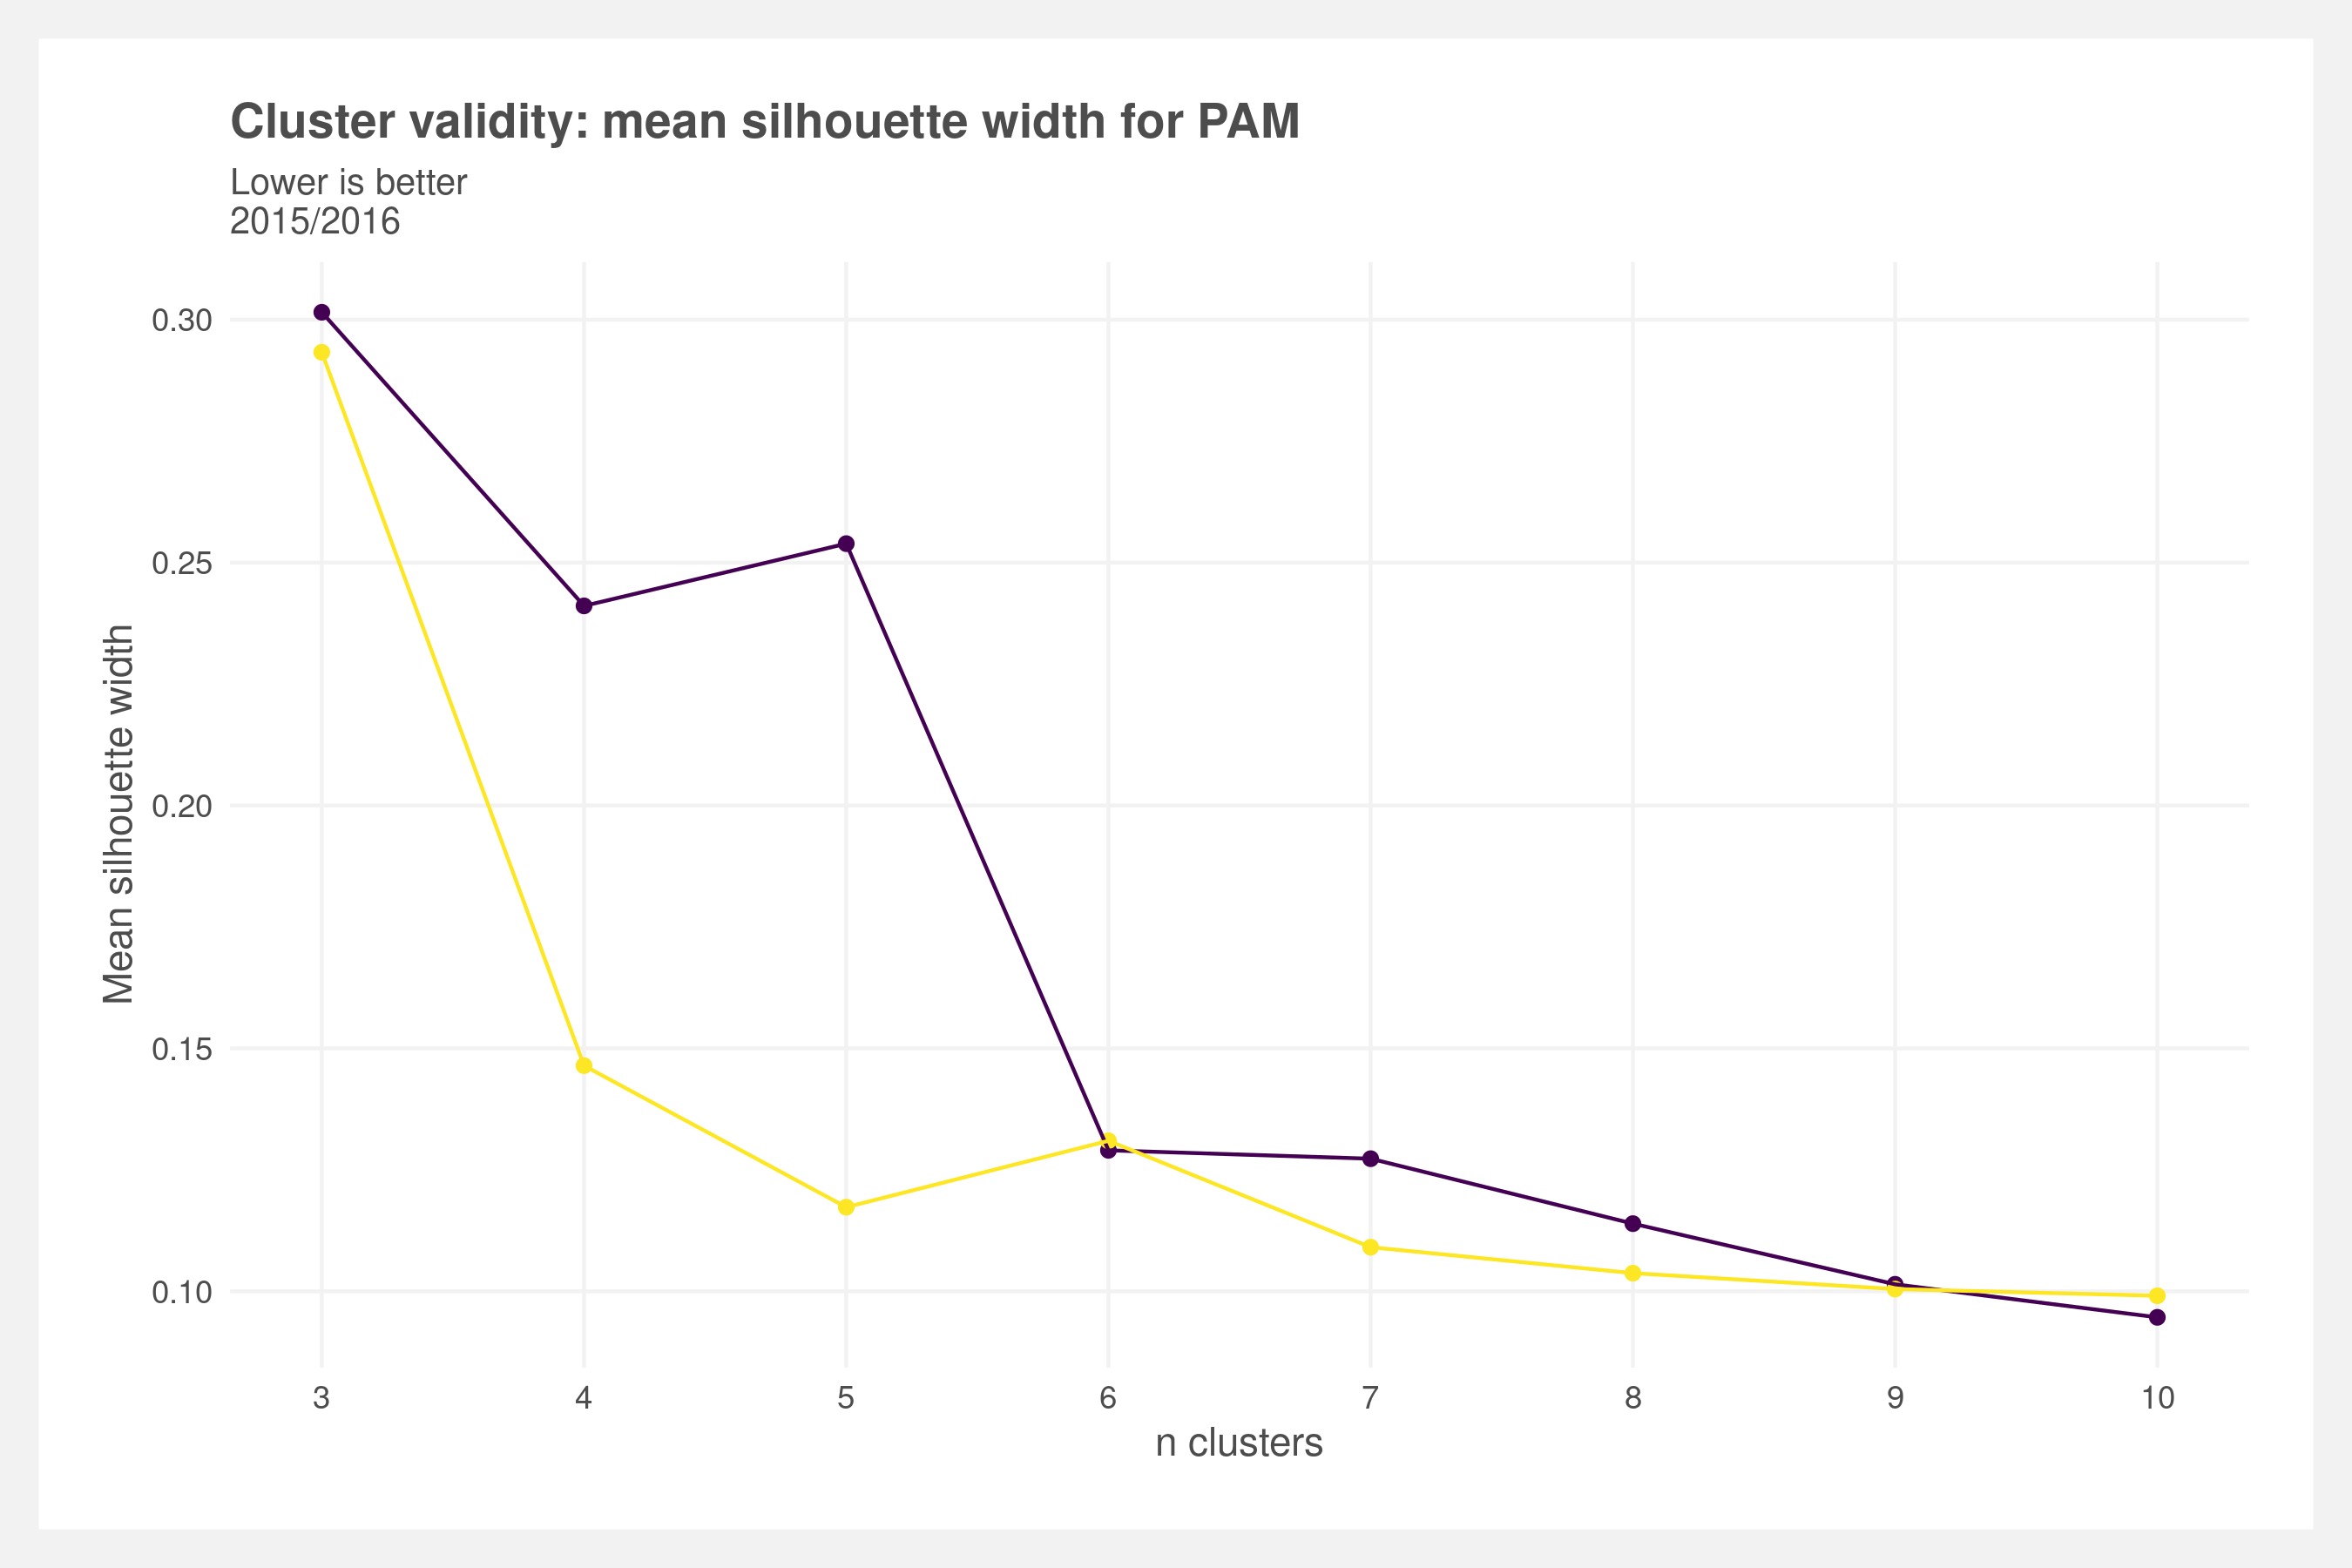 Cluster validity: mean silhouette width for PAM
Lower is better
2015/2016
Mean silhouette width
0.30
0.25
0.20
0.15
0.10
3 4 5 6 7 8 9 10
n clusters